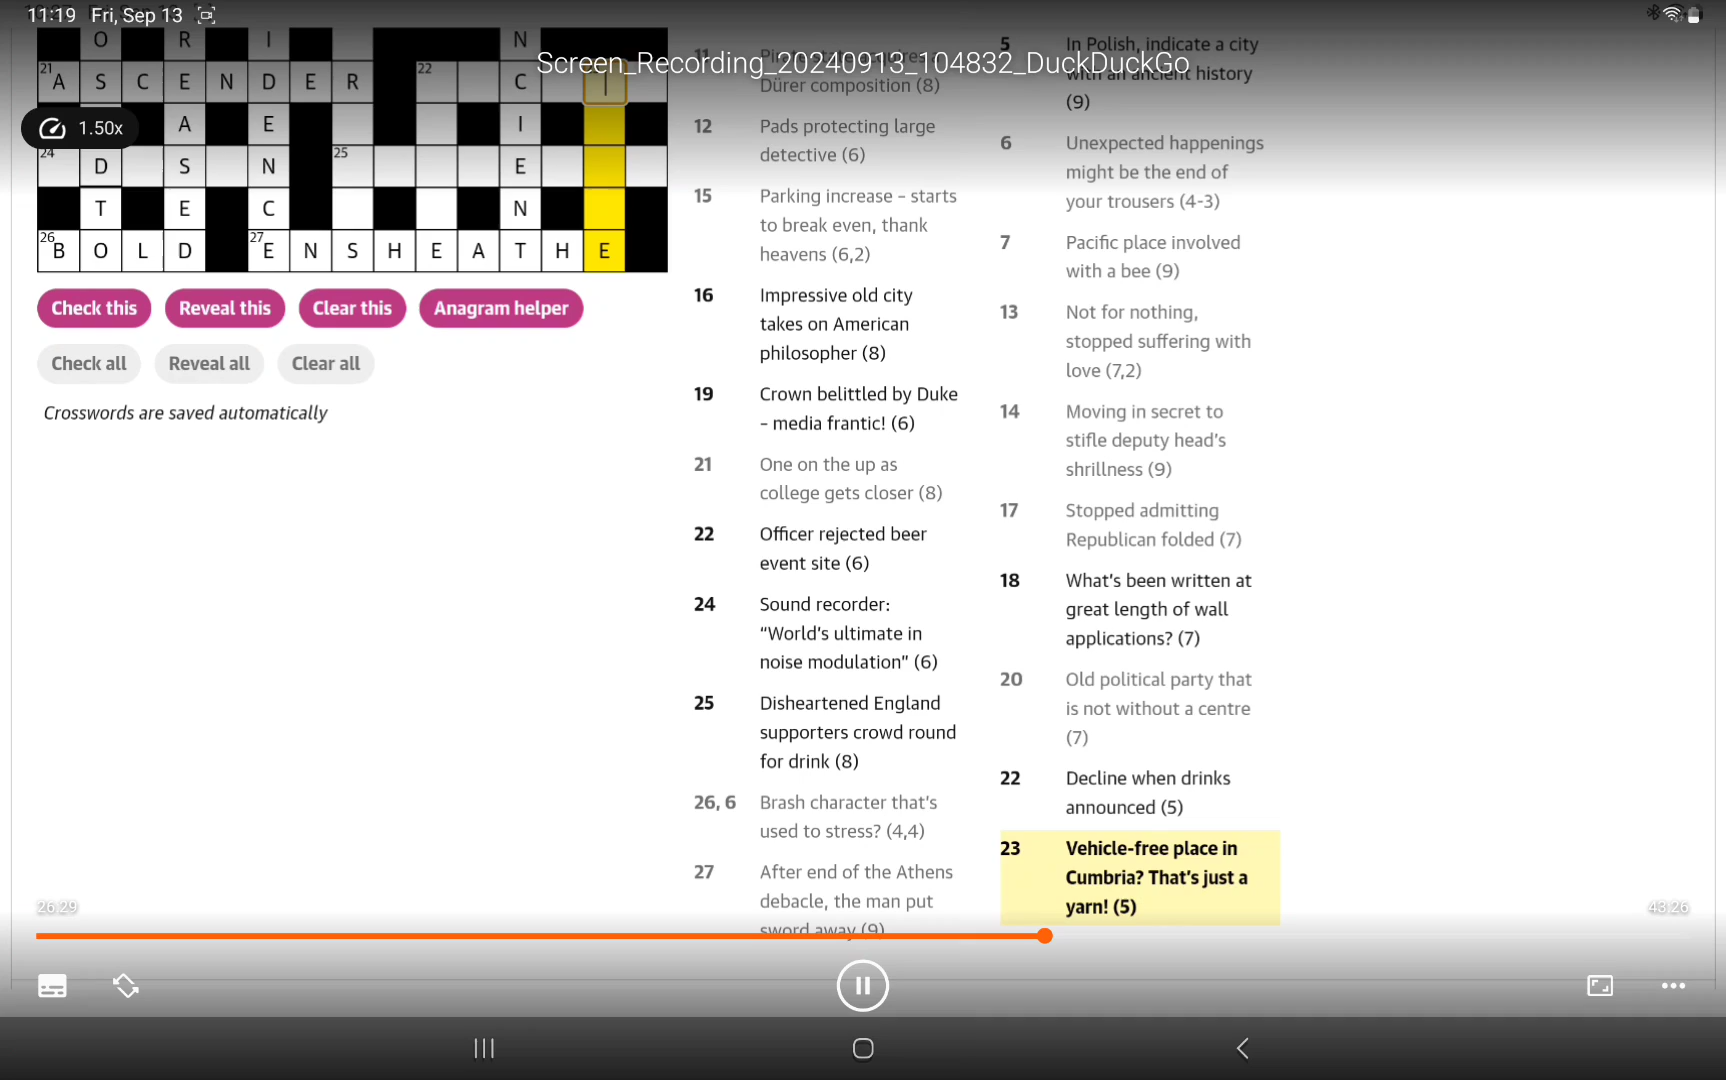 11:19 Fri, Sep 13
Screen_Recording_20240913_104832_DuckDuckGo
1.50x
O R I N
21 A S C E N D E R 22 C
A E I
24 D S N 25 E
T E C N
26 B O L D 27 E N S H E A T H E
Check this Reveal this Clear this Anagram helper
Check all Reveal all Clear all
Crosswords are saved automatically
11
Dürer composition (8)
12 Pads protecting large
detective (6)
15 Parking increase – starts
to break even, thank
heavens (6,2)
16 Impressive old city
takes on American
philosopher (8)
19 Crown belittled by Duke
– media frantic! (6)
21 One on the up as
college gets closer (8)
22 Officer rejected beer
event site (6)
24 Sound recorder:
“World’s ultimate in
noise modulation” (6)
25 Disheartened England
supporters crowd round
for drink (8)
26, 6 Brash character that’s
used to stress? (4,4)
27 After end of the Athens
debacle, the man put
sword away (9)
5 In Polish, indicate a city
with an ancient history
(9)
6 Unexpected happenings
might be the end of
your trousers (4-3)
7 Pacific place involved
with a bee (9)
13 Not for nothing,
stopped suffering with
love (7,2)
14 Moving in secret to
stifle deputy head’s
shrillness (9)
17 Stopped admitting
Republican folded (7)
18 What’s been written at
great length of wall
applications? (7)
20 Old political party that
is not without a centre
(7)
22 Decline when drinks
announced (5)
23 Vehicle-free place in
Cumbria? That’s just a
yarn! (5)
26:29
43:26